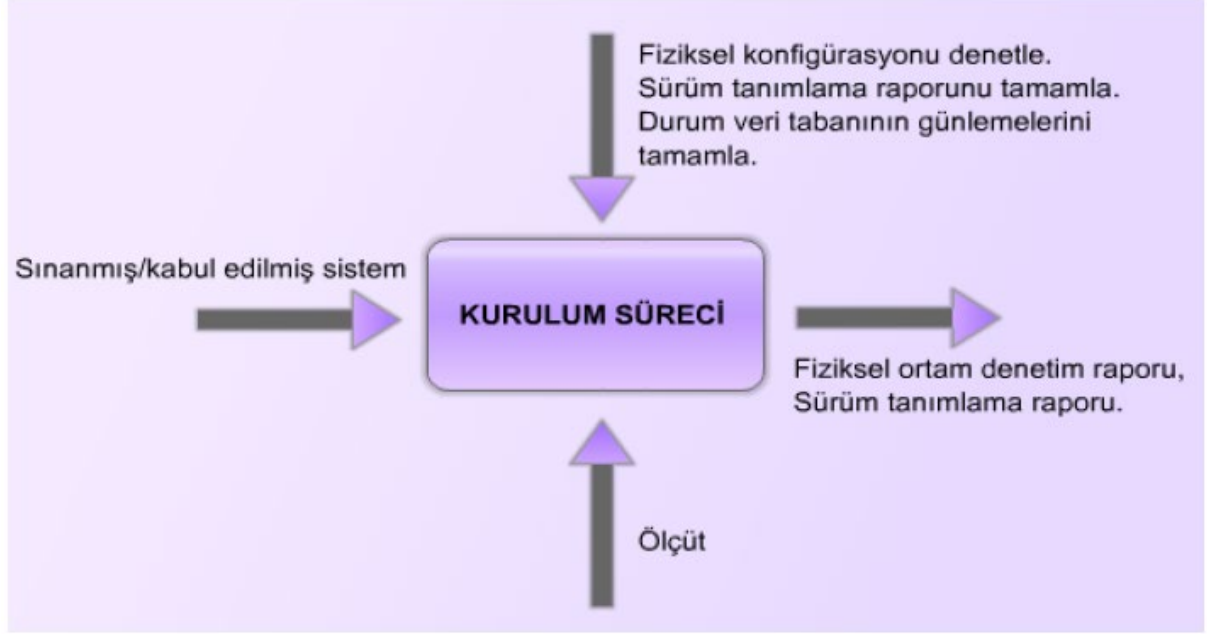 Fiziksel konfigürasyonu denetle.
Sürüm tanımlama raporunu tamamla.
Durum veri tabanının günlemelerini
tamamla.
Sınanmış/kabul edilmiş sistem
KURULUM SÜRECİ
Fiziksel ortam denetim raporu,
Sürüm tanımlama raporu.
Ölçüt